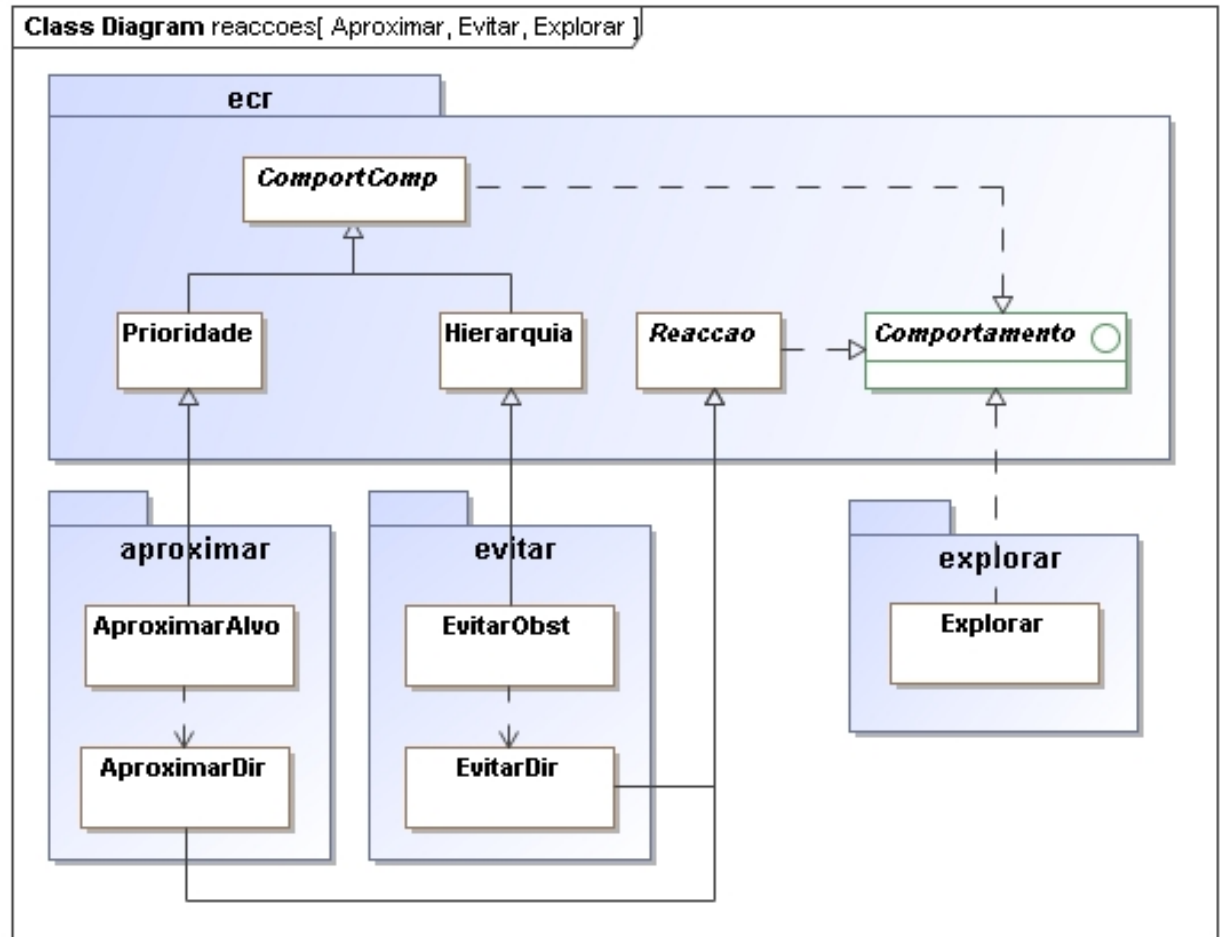 Class Diagram reaccoes[ Aproximar, Evitar, Explorar ]
ecr
ComportComp
Prioridade
Hierarquia
Reaccao
Comportamento
aproximar
evitar
explorar
AproximarAlvo
EvitarObst
Explorar
AproximarDir
EvitarDir